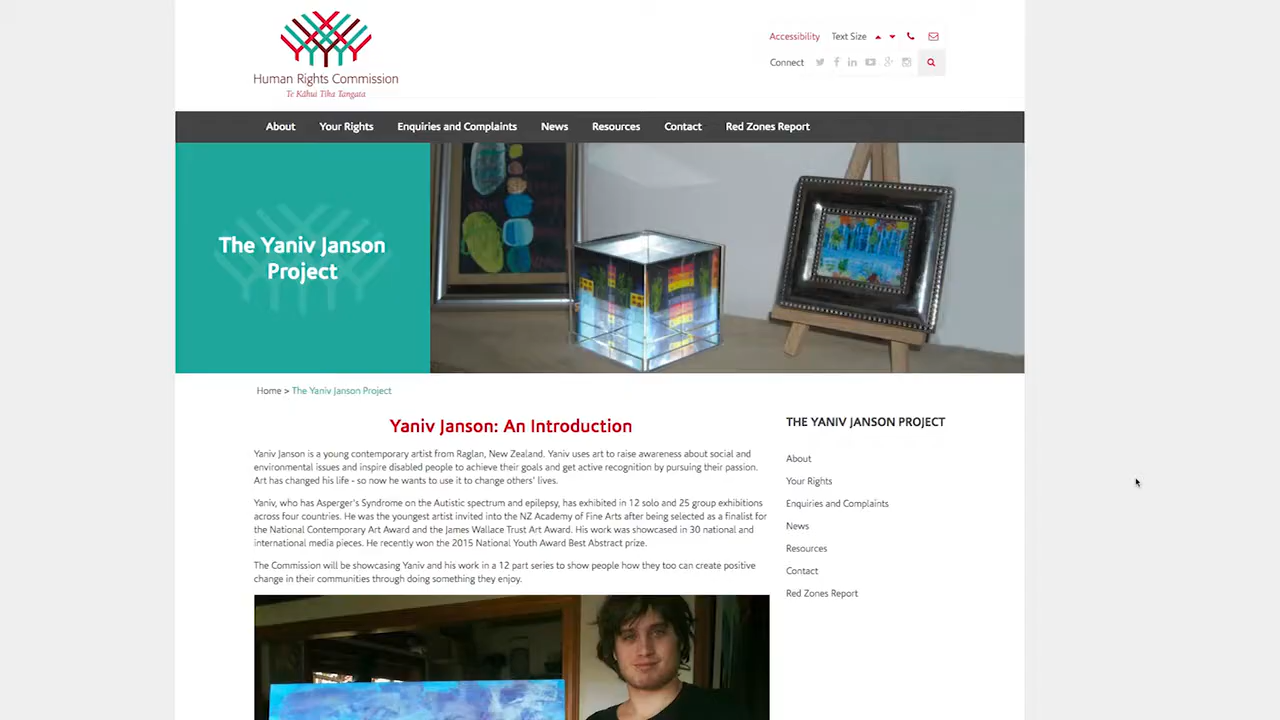 Human Rights Commission
Te Kāhui Tika Tangata
Accessibility Text Size
Connect
About Your Rights Enquiries and Complaints News Resources Contact Red Zones Report
The Yaniv Janson
Project
Home > The Yaniv Janson Project
Yaniv Janson: An Introduction
Yaniv Janson is a young contemporary artist from Raglan, New Zealand. Yaniv uses art to raise awareness about social and
environmental issues and inspire disabled people to achieve their goals and get active recognition by pursuing their passion.
Art has changed his life - so now he wants to use it to change others' lives.
Yaniv, who has Asperger's Syndrome on the Autistic spectrum and epilepsy, has exhibited in 12 solo and 25 group exhibitions
across four countries. He was the youngest artist invited into the NZ Academy of Fine Arts after being selected as a finalist for
the National Contemporary Art Award and the James Wallace Trust Art Award. His work was showcased in 30 national and
international media pieces. He recently won the 2015 National Youth Award Best Abstract prize.
The Commission will be showcasing Yaniv and his work in a 12 part series to show people how they too can create positive
change in their communities through doing something they enjoy.
THE YANIV JANSON PROJECT
About
Your Rights
Enquiries and Complaints
News
Resources
Contact
Red Zones Report